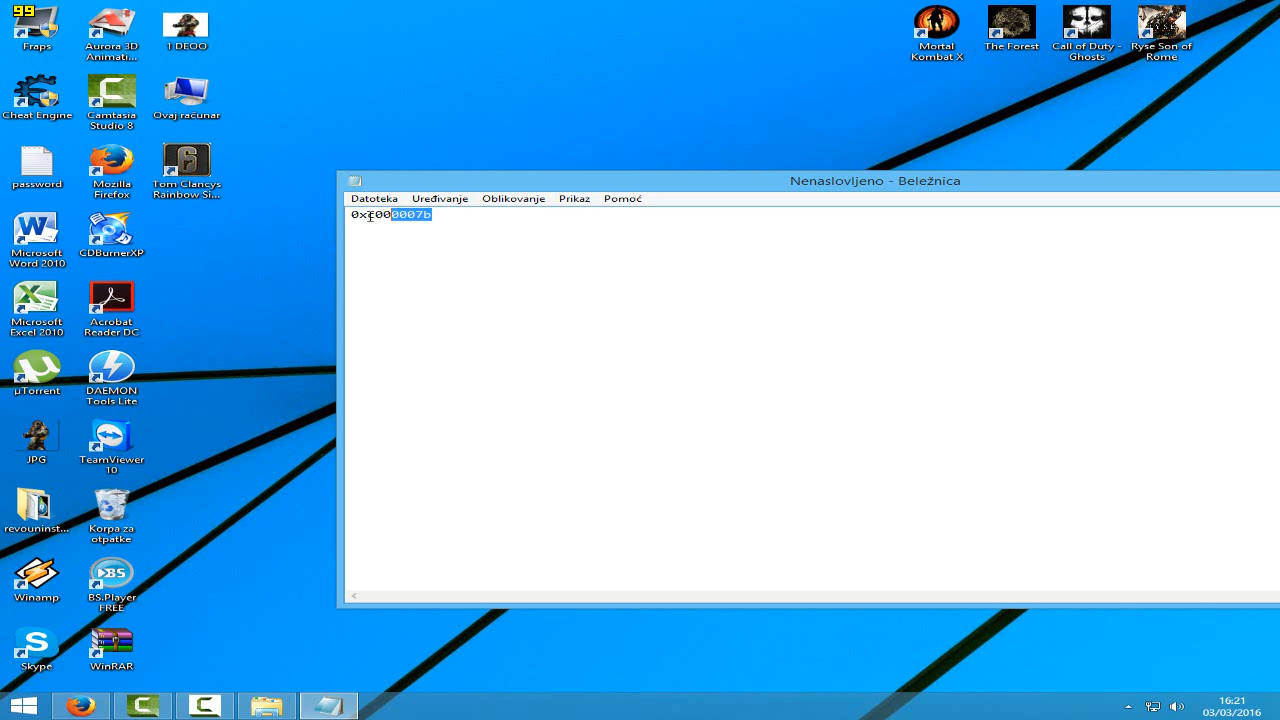 99
Fraps
Aurora 3D
Animati...
1 DEOO
Mortal
Kombat X
The Forest
Call of Duty -
Ghosts
Ryse Son of
Rome
Cheat Engine
Camtasia
Studio 8
Ovaj računar
password
Mozilla
Firefox
Tom Clancys
Rainbow Si...
Nenaslovljeno - Beležnica
Datoteka Uređivanje Oblikovanje Prikaz Pomoć
0xc000007b
Microsoft
Word 2010
CDBurnerXP
Microsoft
Excel 2010
Acrobat
Reader DC
µTorrent
DAEMON
Tools Lite
JPG
TeamViewer
10
revouninst...
Korpa za
otpatke
Winamp
BS.Player
FREE
Skype
WinRAR
16:21
03/03/2016